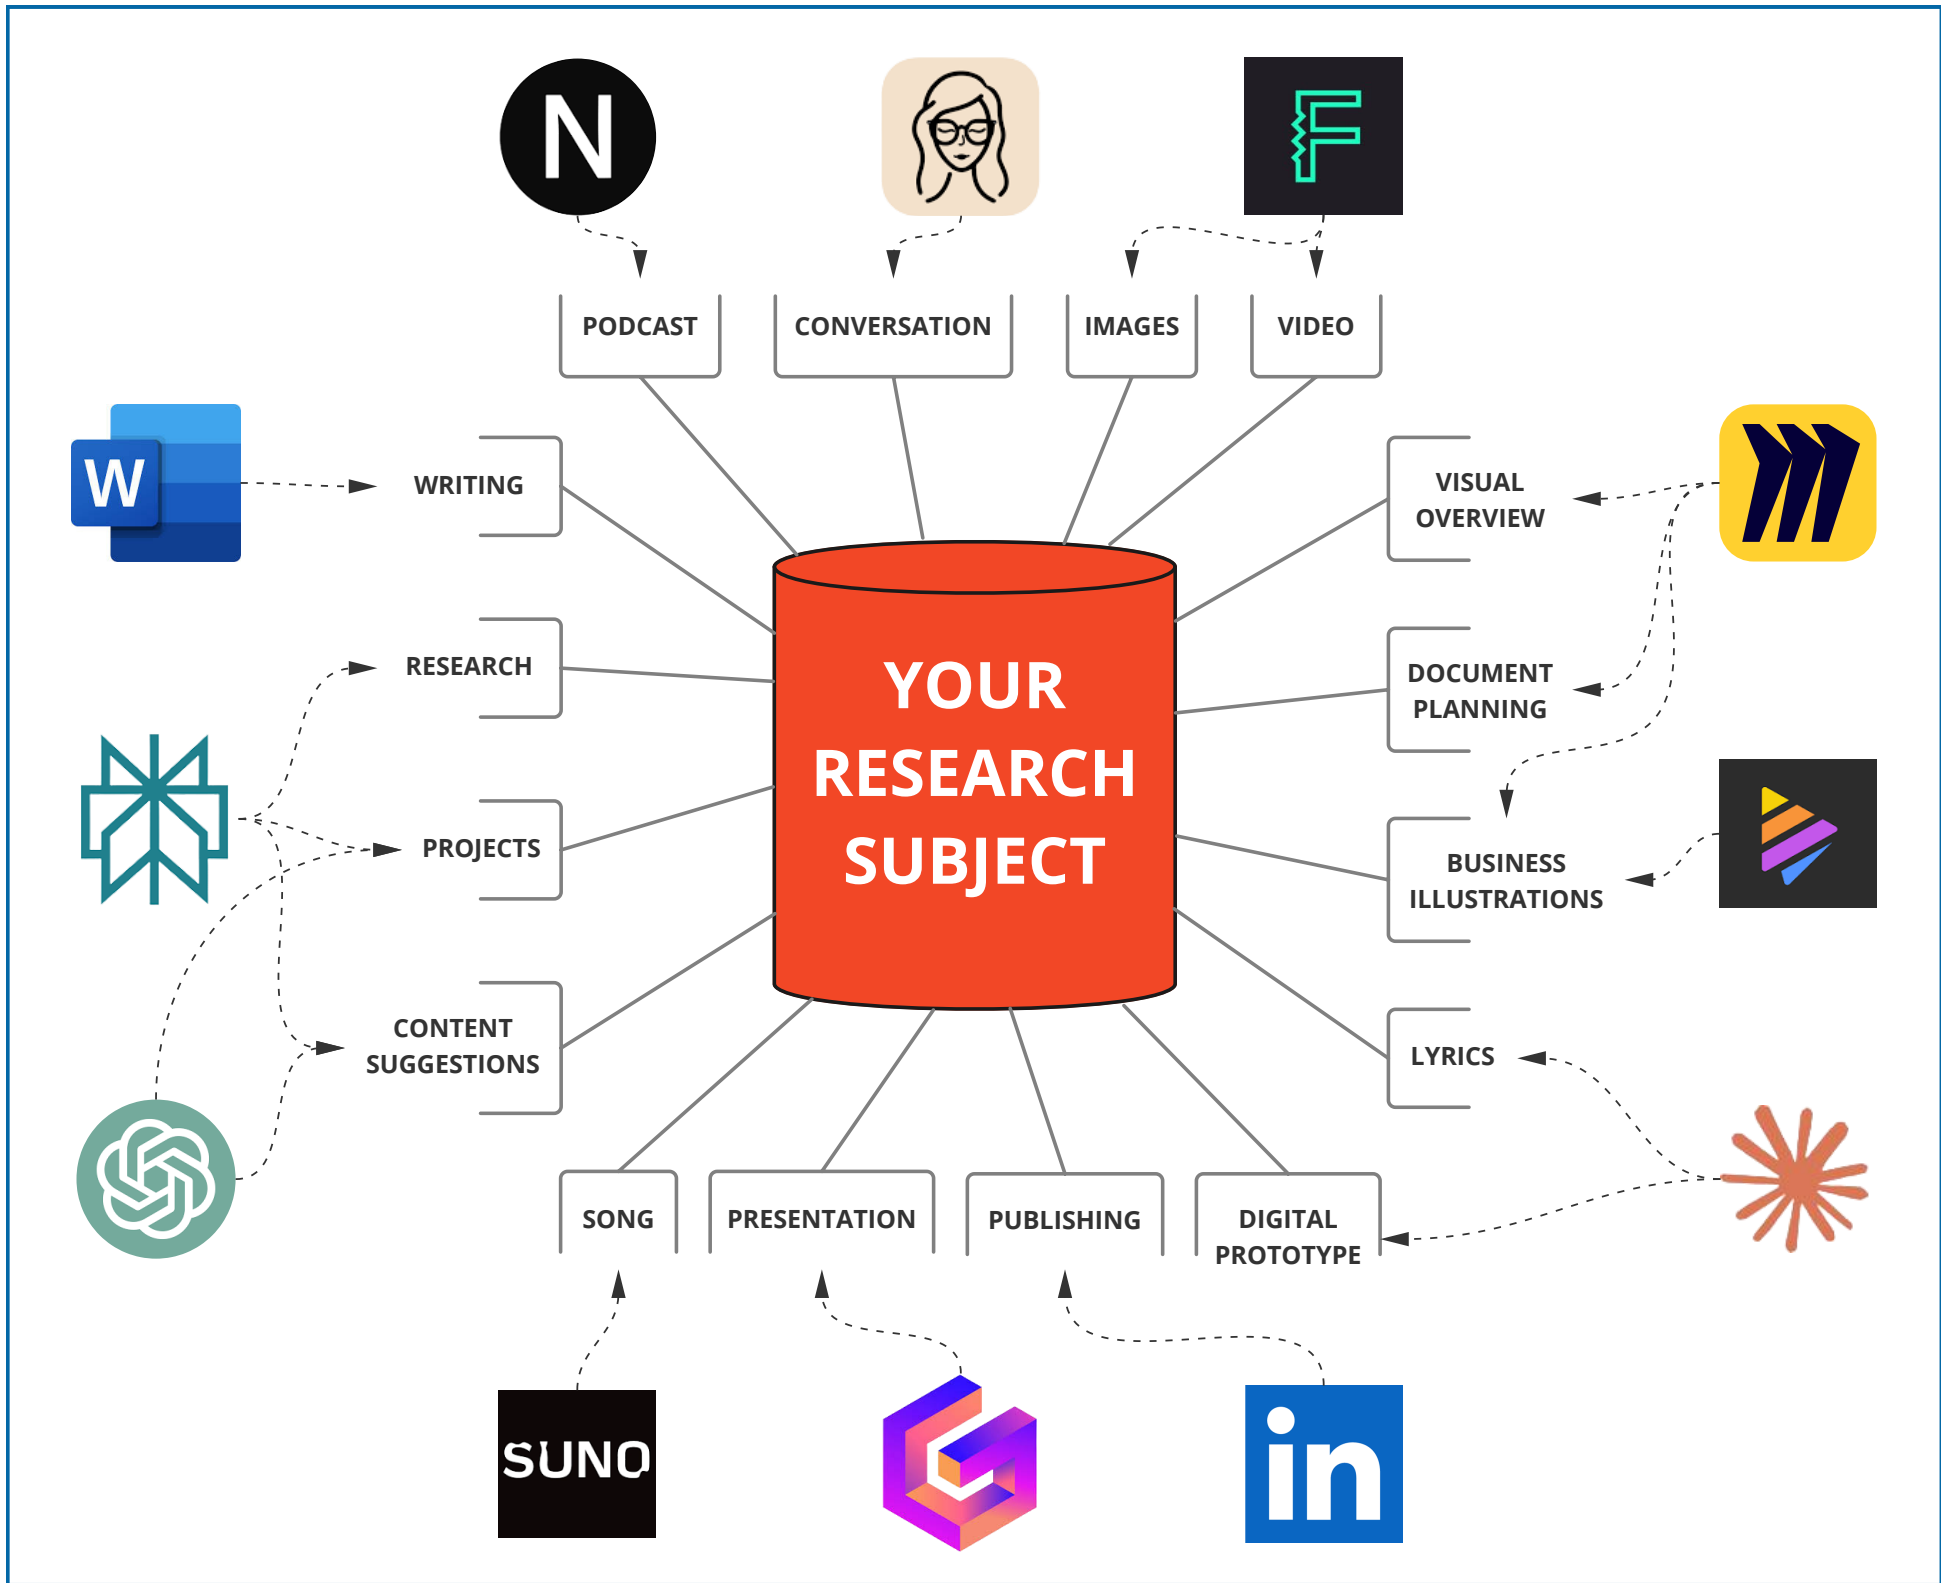 N
F
PODCAST
CONVERSATION
IMAGES
VIDEO
W
WRITING
VISUAL
OVERVIEW
RESEARCH
DOCUMENT
PLANNING
YOUR
RESEARCH
SUBJECT
PROJECTS
BUSINESS
ILLUSTRATIONS
CONTENT
SUGGESTIONS
LYRICS
SONG
PRESENTATION
PUBLISHING
DIGITAL
PROTOTYPE
SUNO
in